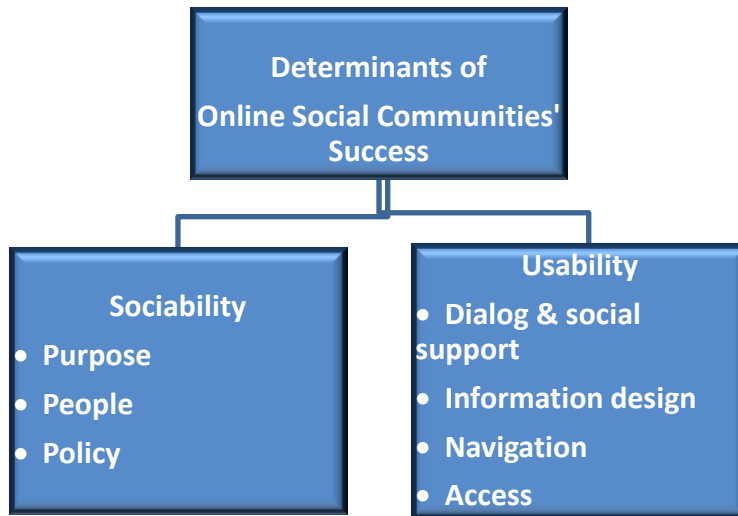 Determinants of
Online Social Communities'
Success
Sociability
• Purpose
• People
• Policy
Usability
• Dialog & social
support
• Information design
• Navigation
• Access